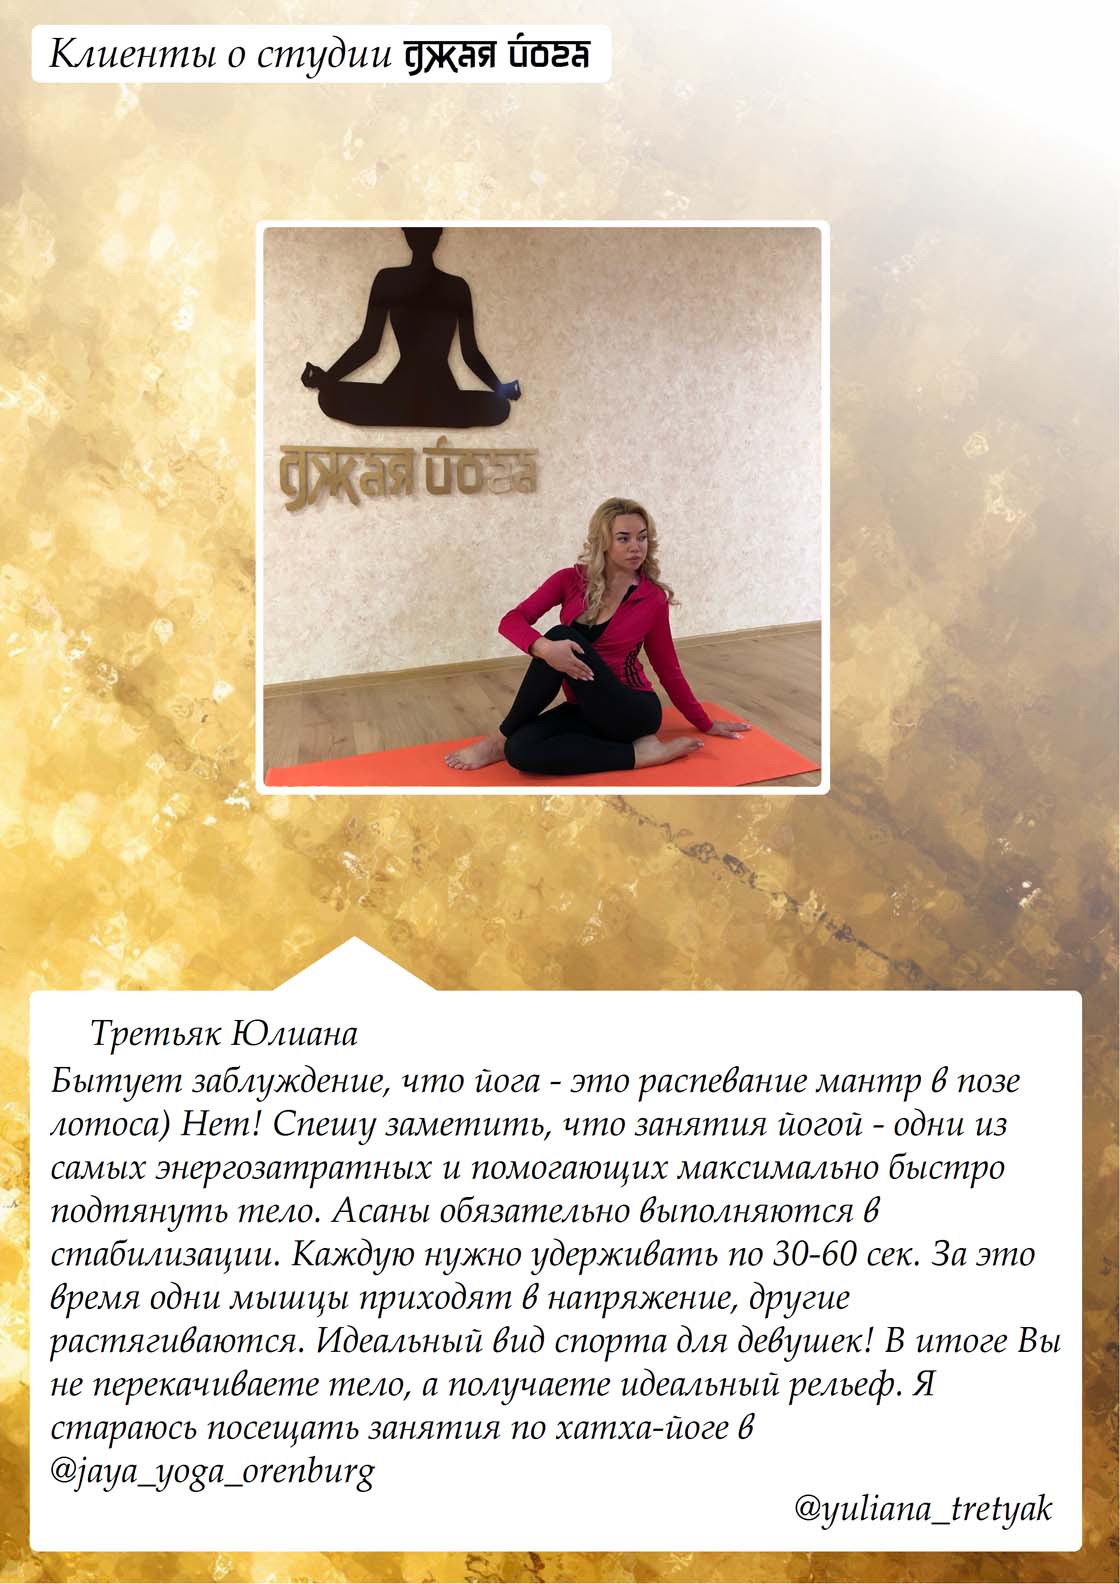 Клиенты о студии джая йога
джая йога
Третьяк Юлиана
Бытует заблуждение, что йога - это распевание мантр в позе
лотоса) Нет! Спешу заметить, что занятия йогой - одни из
самых энергозатратных и помогающих максимально быстро
подтянуть тело. Асаны обязательно выполняются в
стабилизации. Каждую нужно удерживать по 30-60 сек. За это
время одни мышцы приходят в напряжение, другие
растягиваются. Идеальный вид спорта для девушек! В итоге Вы
не перекачиваете тело, а получаете идеальный рельеф. Я
стараюсь посещать занятия по хатха-йоге в
@jaya_yoga_orenburg
@yuliana_tretyak